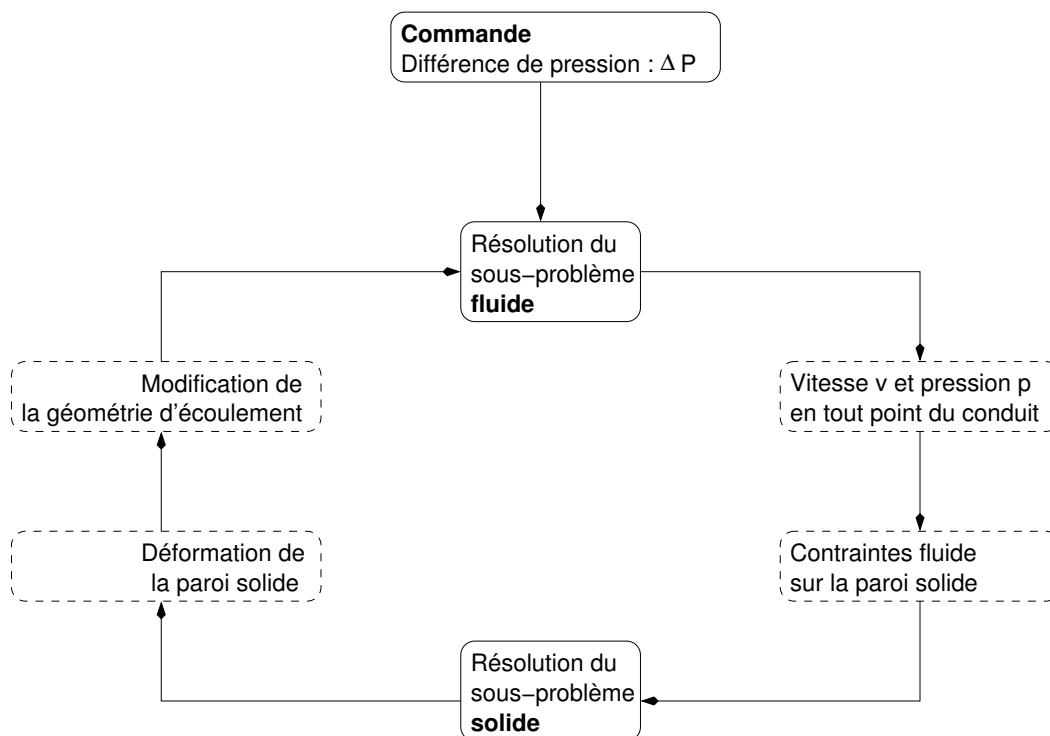 Commande
Différence de pression : Δ P
Résolution du
sous−problème
fluide
Modification de
la géométrie d'écoulement
Vitesse v et pression p
en tout point du conduit
Déformation de
la paroi solide
Contraintes fluide
sur la paroi solide
Résolution du
sous−problème
solide